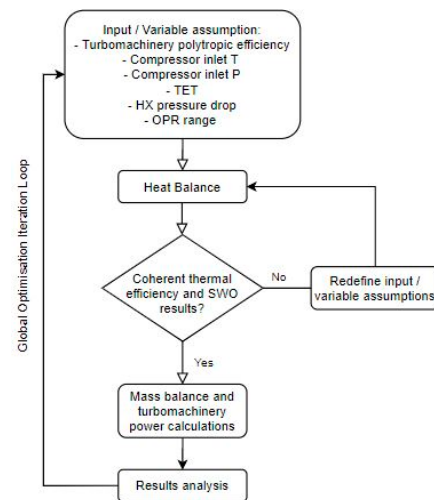 Input / Variable assumption:
- Turbomachinery polytropic efficiency
- Compressor inlet T
- Compressor inlet P
- TET
- HX pressure drop
- OPR range
Global Optimisation Iteration Loop
Heat Balance
Coherent thermal
efficiency and SWO
results?
No
Redefine input /
variable assumptions
Yes
Mass balance and
turbomachinery
power calculations
Results analysis